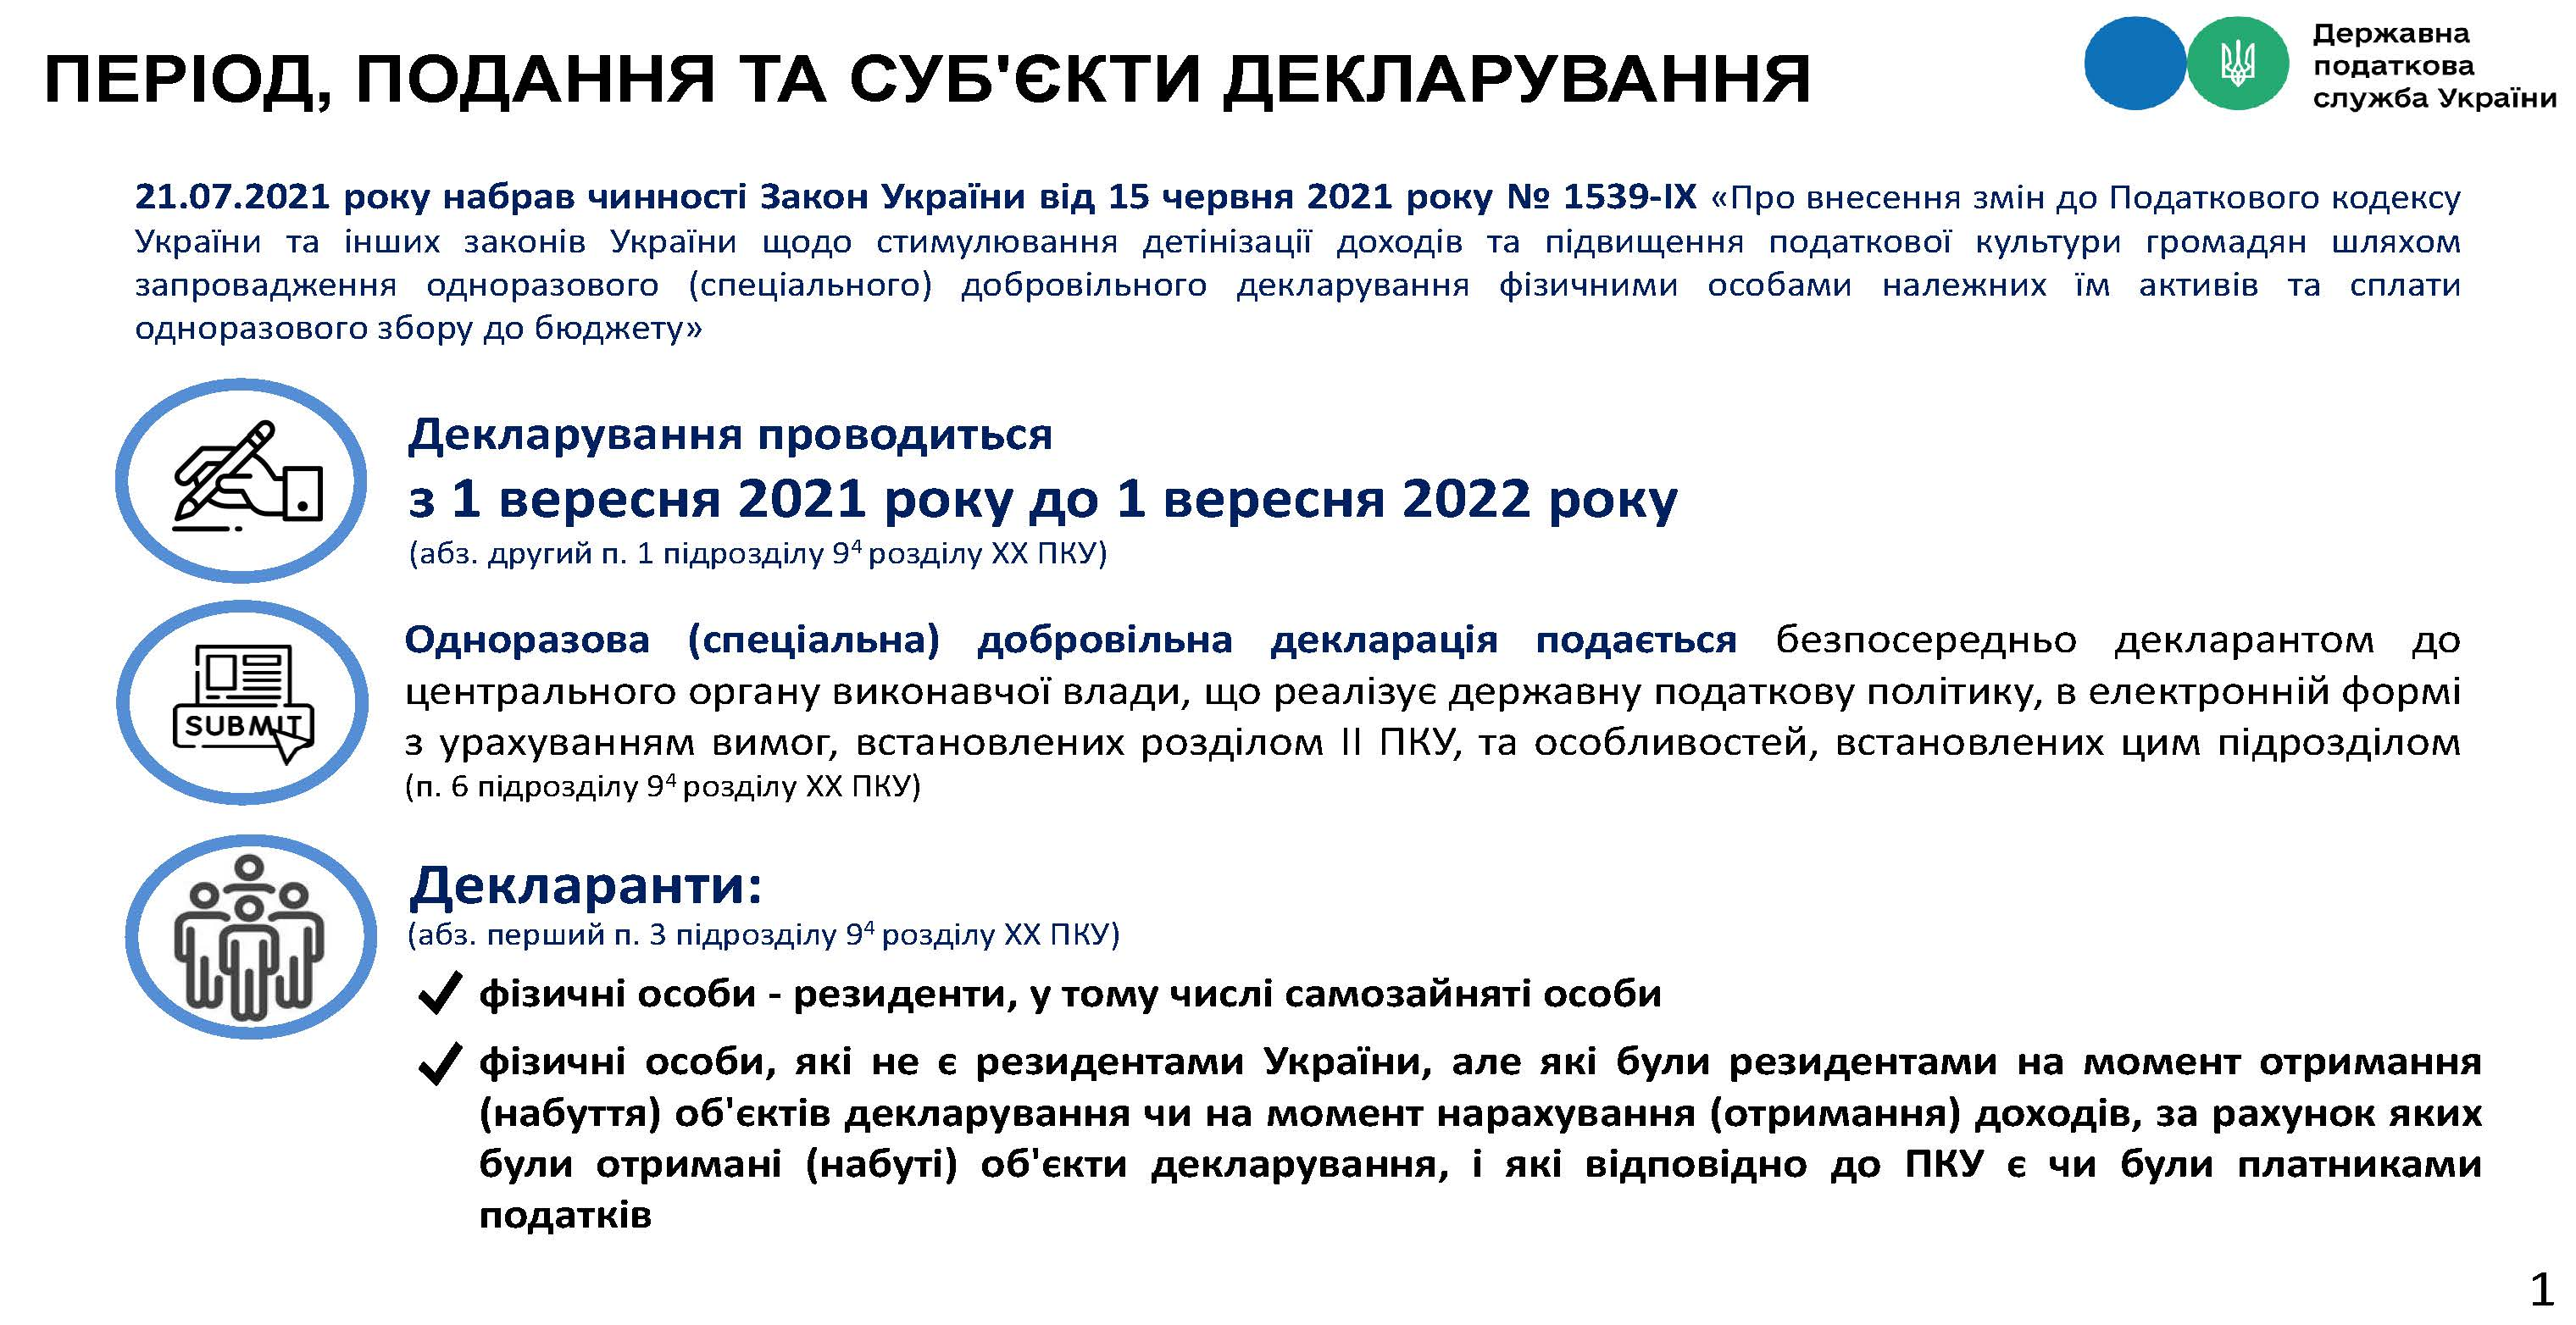 ПЕРІОД, ПОДАННЯ ТА СУБ'ЄКТИ ДЕКЛАРУВАННЯ
Державна
податкова
служба України
21.07.2021 року набрав чинності Закон України від 15 червня 2021 року № 1539-IX «Про внесення змін до Податкового кодексу
України та інших законів України щодо стимулювання детінізації доходів та підвищення податкової культури громадян шляхом
запровадження одноразового (спеціального) добровільного декларування фізичними особами належних їм активів та сплати
одноразового збору до бюджету»
Декларування проводиться
з 1 вересня 2021 року до 1 вересня 2022 року
(абз. другий п. 1 підрозділу 9⁴ розділу ХХ ПКУ)
SUBMIT
Одноразова (спеціальна) добровільна декларація подається безпосередньо декларантом до
центрального органу виконавчої влади, що реалізує державну податкову політику, в електронній формі
з урахуванням вимог, встановлених розділом ІІ ПКУ, та особливостей, встановлених цим підрозділом
(п. 6 підрозділу 9⁴ розділу ХХ ПКУ)
Декларанти:
(абз. перший п. 3 підрозділу 9⁴ розділу ХХ ПКУ)
✓ фізичні особи - резиденти, у тому числі самозайняті особи
✓ фізичні особи, які не є резидентами України, але які були резидентами на момент отримання
(набуття) об'єктів декларування чи на момент нарахування (отримання) доходів, за рахунок яких
були отримані (набуті) об'єкти декларування, і які відповідно до ПКУ є чи були платниками
податків
1